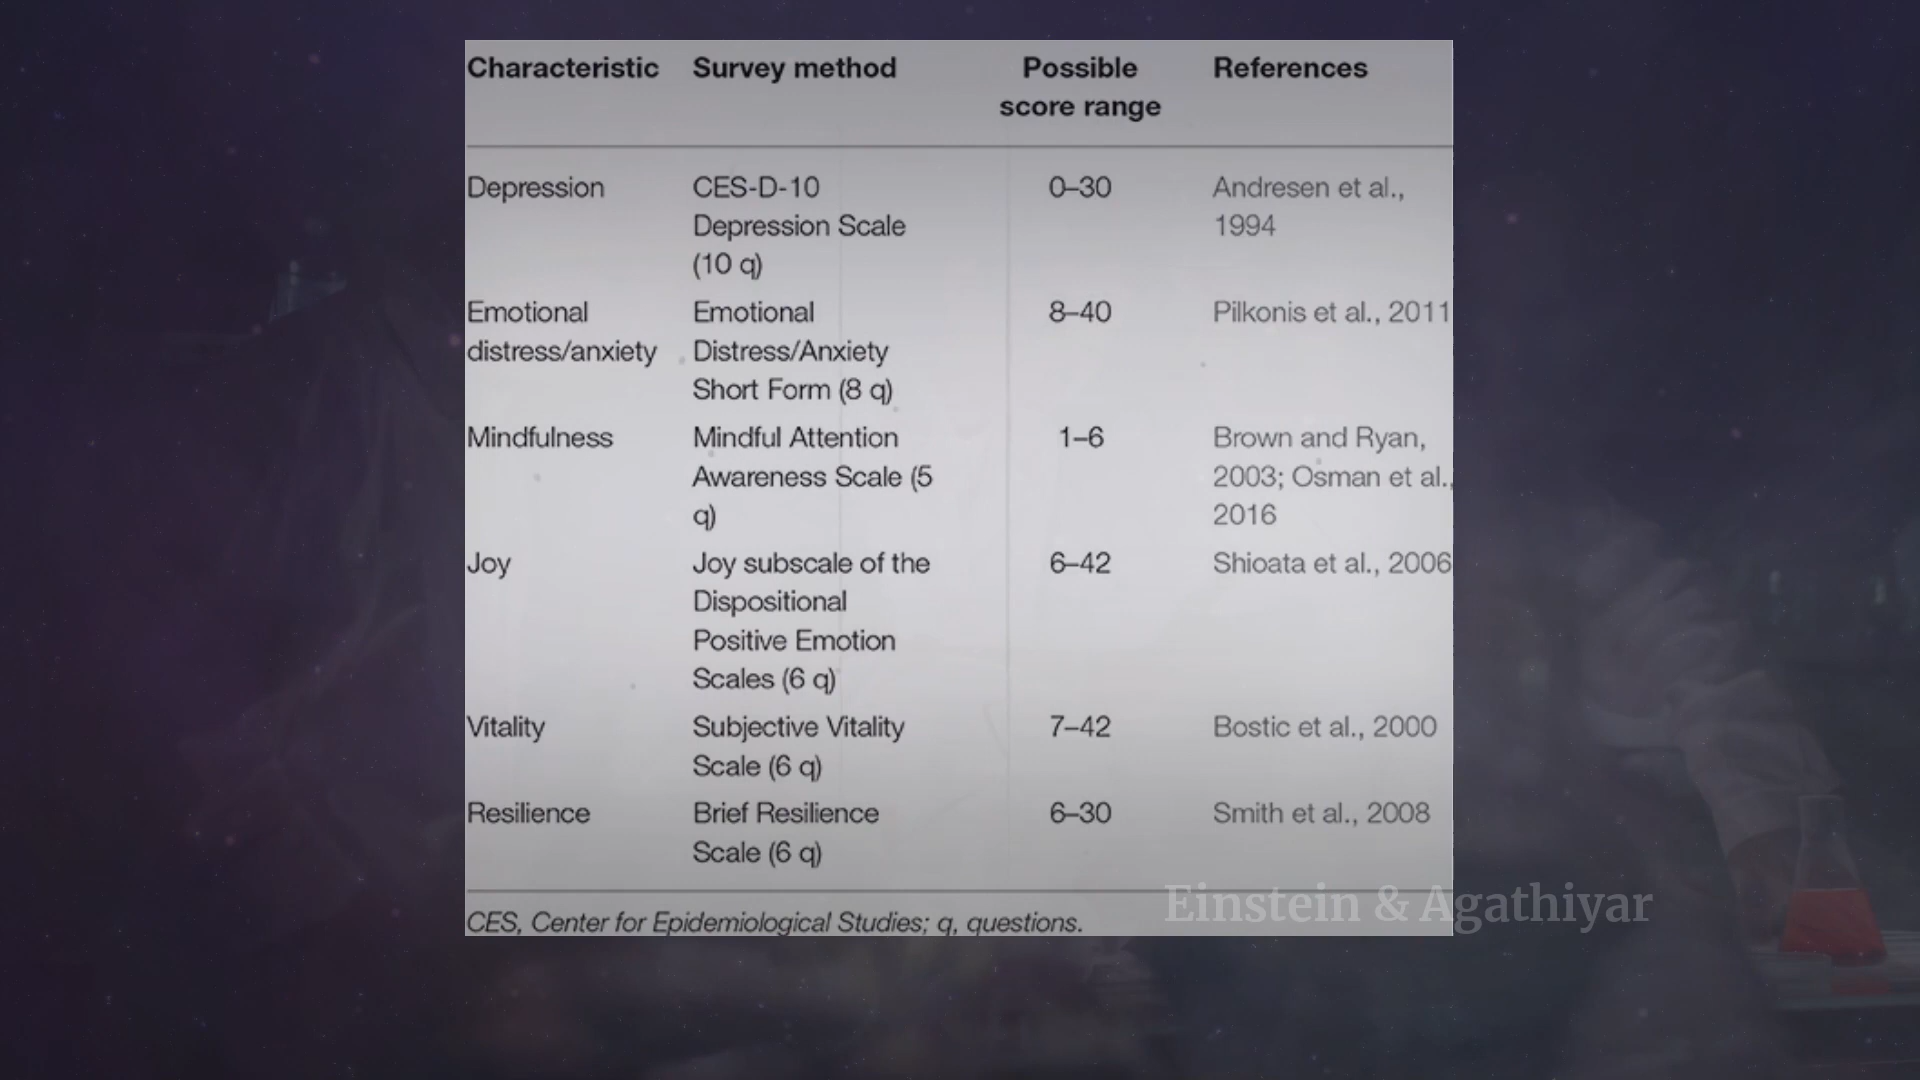 Characteristic Survey method Possible References
score range
Depression CES-D-10 0–30 Andresen et al.,
Depression Scale 1994
(10 q)
Emotional Emotional 8–40 Pilkonis et al., 2011
distress/anxiety Distress/Anxiety
Short Form (8 q)
Mindfulness Mindful Attention 1–6 Brown and Ryan,
Awareness Scale (5 2003; Osman et al.,
q) 2016
Joy Joy subscale of the 6–42 Shioata et al., 2006
Dispositional
Positive Emotion
Scales (6 q)
Vitality Subjective Vitality 7–42 Bostic et al., 2000
Scale (6 q)
Resilience Brief Resilience 6–30 Smith et al., 2008
Scale (6 q)
CES, Center for Epidemiological Studies; q, questions.
Einstein & Agathiyar